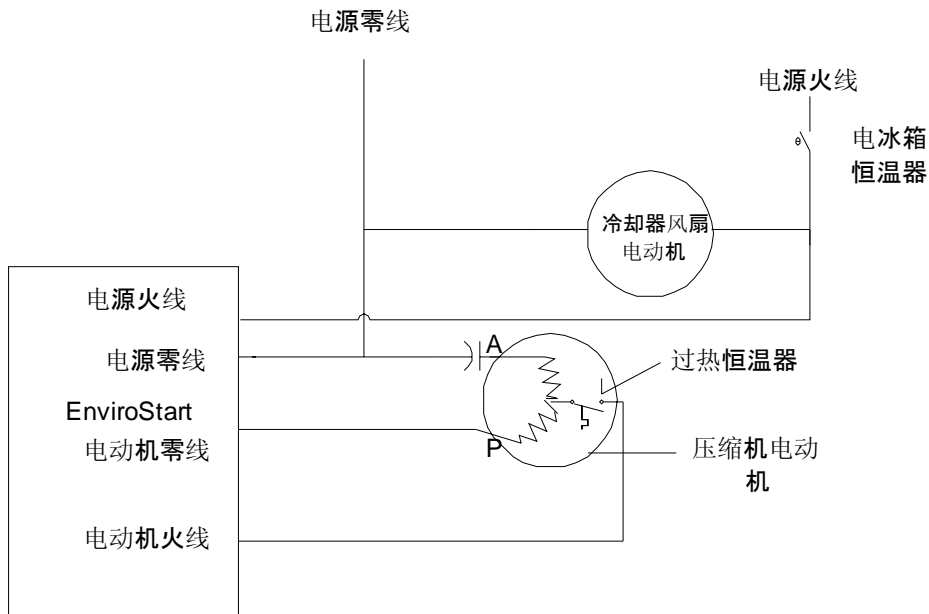 电源零线
电源火线
电冰箱
恒温器
冷却器风扇
电动机
电源火线
电源零线
EnviroStart
电动机零线
电动机火线
A
P
过热恒温器
压缩机电动
机